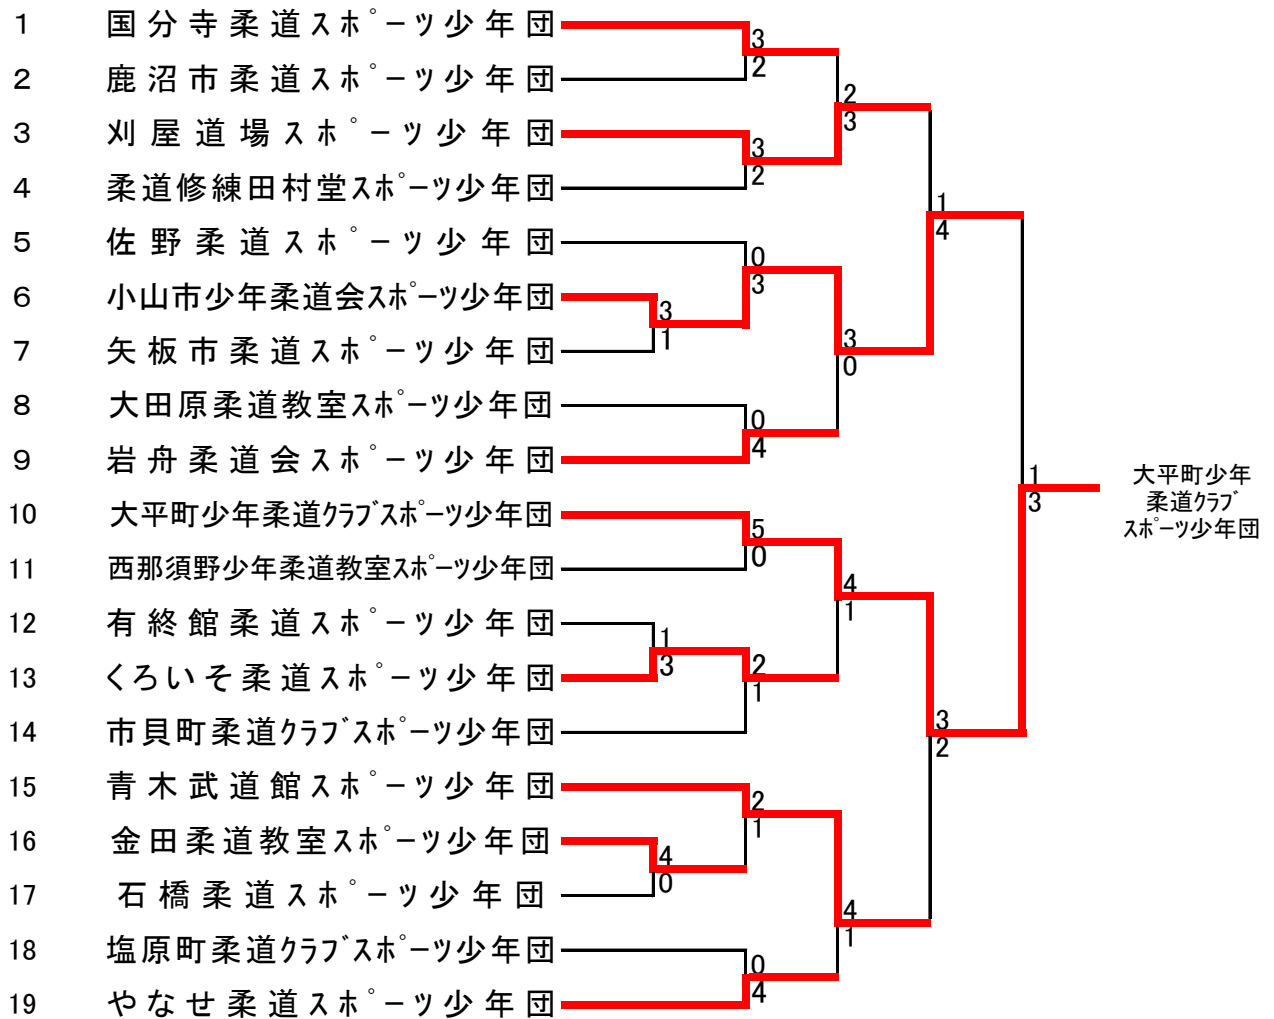 1 国分寺柔道スポーツ少年団
3
2
2 鹿沼市柔道スポーツ少年団
2
3
3 刈屋道場スポーツ少年団
3
2
4 柔道修練田村堂スポーツ少年団
1
4
5 佐野柔道スポーツ少年団
0
3
6 小山市少年柔道会スポーツ少年団
3
1
7 矢板市柔道スポーツ少年団
3
0
8 大田原柔道教室スポーツ少年団
0
4
9 岩舟柔道会スポーツ少年団
1
3
大平町少年
柔道クラブ
スポーツ少年団
10 大平町少年柔道クラブスポーツ少年団
5
0
11 西那須野少年柔道教室スポーツ少年団
4
1
12 有終館柔道スポーツ少年団
1
3
2
1
13 くろいそ柔道スポーツ少年団
14 市貝町柔道クラブスポーツ少年団
3
2
15 青木武道館スポーツ少年団
2
1
16 金田柔道教室スポーツ少年団
4
0
17 石橋柔道スポーツ少年団
4
1
18 塩原町柔道クラブスポーツ少年団
0
4
19 やなせ柔道スポーツ少年団